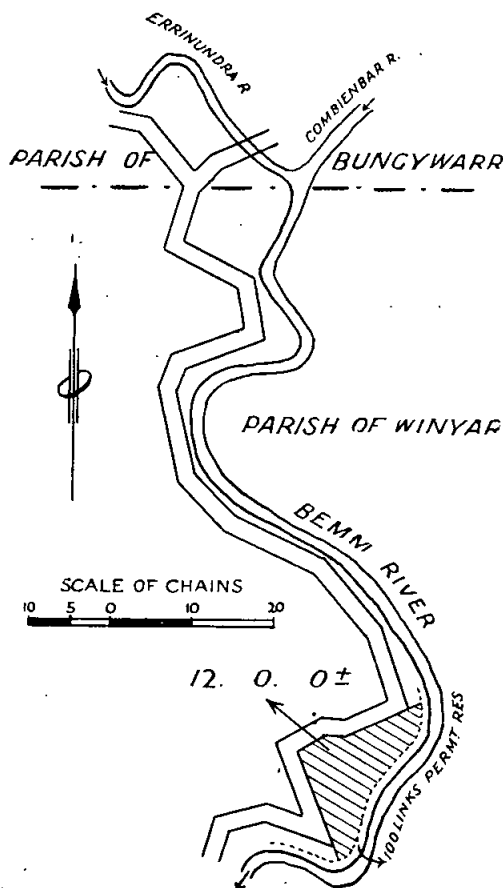 ERRINUNDRA R
COMBIENBAR R.
PARISH OF BUNGYWARR
PARISH OF WINYAR
BEMM RIVER
SCALE OF CHAINS
10 5 0 10 20
12. 0. 0±
100 LINKS PERMT RES